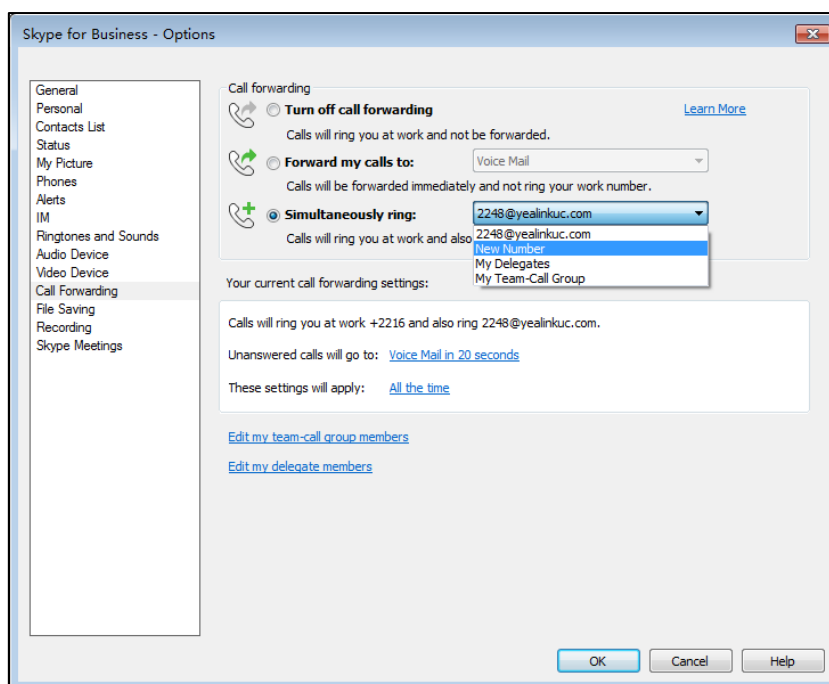 Skype for Business - Options
General
Personal
Contacts List
Status
My Picture
Phones
Alerts
IM
Ringtones and Sounds
Audio Device
Video Device
Call Forwarding
File Saving
Recording
Skype Meetings
Call forwarding
Turn off call forwarding
Learn More
Calls will ring you at work and not be forwarded.
Forward my calls to:
Voice Mail
Calls will be forwarded immediately and not ring your work number.
Simultaneously ring:
2248@yealinkuc.com
Calls will ring you at work and also
2248@yealinkuc.com
New Number
My Delegates
My Team-Call Group
Your current call forwarding settings:
Calls will ring you at work +2216 and also ring 2248@yealinkuc.com.
Unanswered calls will go to: Voice Mail in 20 seconds
These settings will apply: All the time
Edit my team-call group members
Edit my delegate members
OK
Cancel
Help